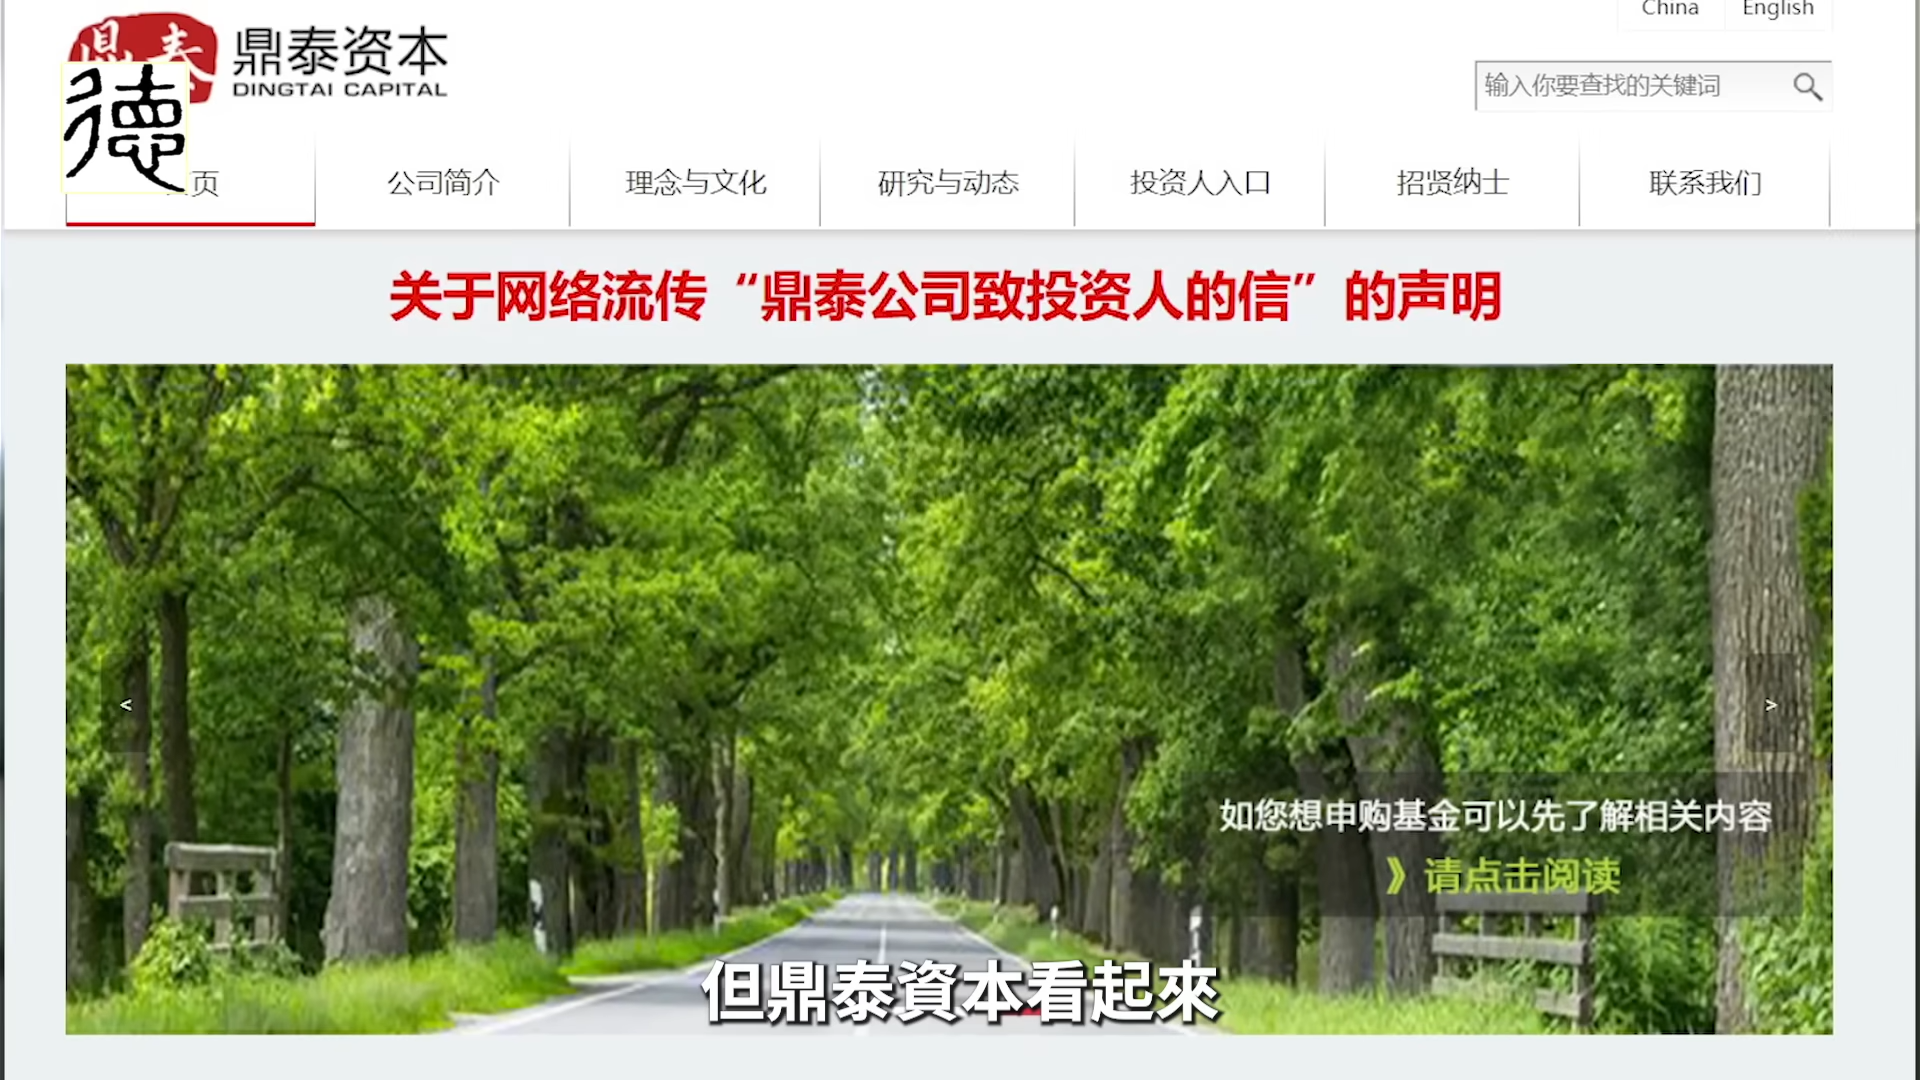 China English
鼎泰
鼎泰资本
DINGTAI CAPITAL
德
输入你要查找的关键词
页 公司简介 理念与文化 研究与动态 投资人入口 招贤纳士 联系我们
关于网络流传“鼎泰公司致投资人的信”的声明
<
>
如您想申购基金可以先了解相关内容
》请点击阅读
但鼎泰資本看起來